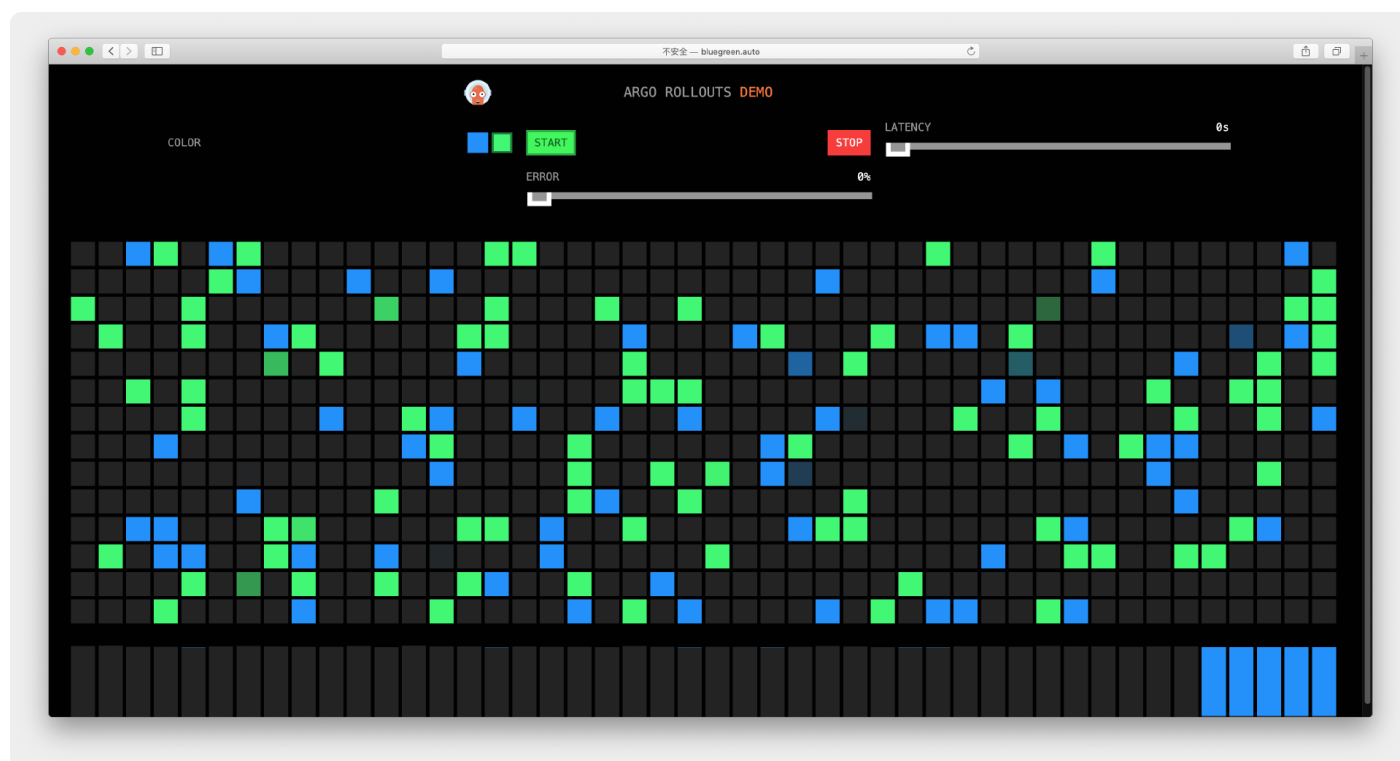 不安全 — bluegreen.auto
ARGO ROLLOUTS DEMO
COLOR
START
STOP
LATENCY 0s
ERROR 0%